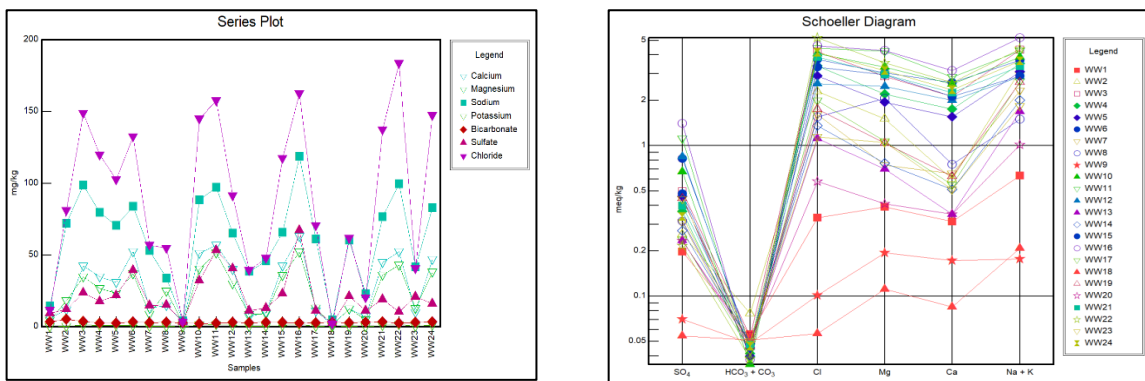 Series Plot
200
150
100
50
0
mg/kg
WW1
WW2
WW3
WW4
WW5
WW6
WW7
WW8
WW9
WW10
WW11
WW12
WW13
WW14
WW15
WW16
WW17
WW18
WW19
WW20
WW21
WW22
WW23
WW24
Samples
Legend
Calcium
Magnesium
Sodium
Potassium
Bicarbonate
Sulfate
Chloride
Schoeller Diagram
5
2
1
0.5
0.2
0.1
0.05
meq/kg
SO₄ HCO₃ + CO₃ Cl Mg Ca Na + K
Legend
WW1
WW2
WW3
WW4
WW5
WW6
WW7
WW8
WW9
WW10
WW11
WW12
WW13
WW14
WW15
WW16
WW17
WW18
WW19
WW20
WW21
WW22
WW23
WW24